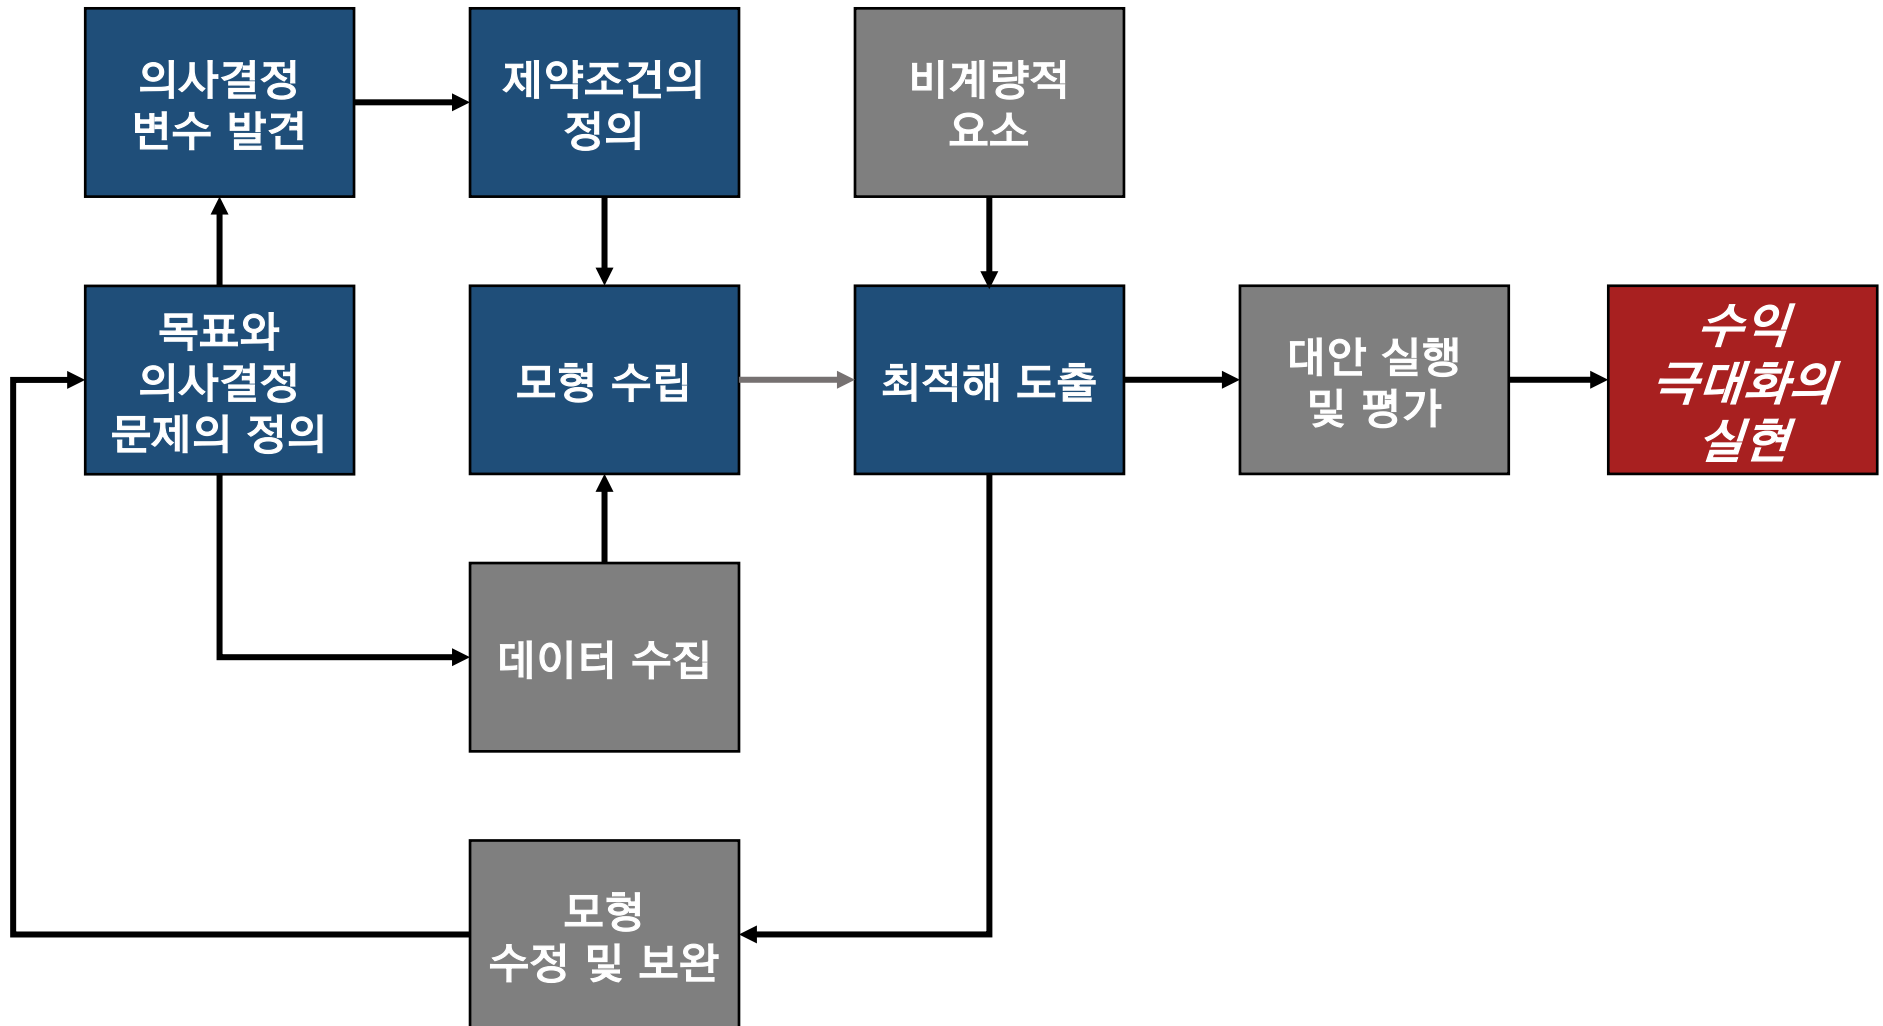 의사결정
변수 발견
제약조건의
정의
비계량적
요소
목표와
의사결정
문제의 정의
모형 수립
최적해 도출
대안 실행
및 평가
수익
극대화의
실현
데이터 수집
모형
수정 및 보완